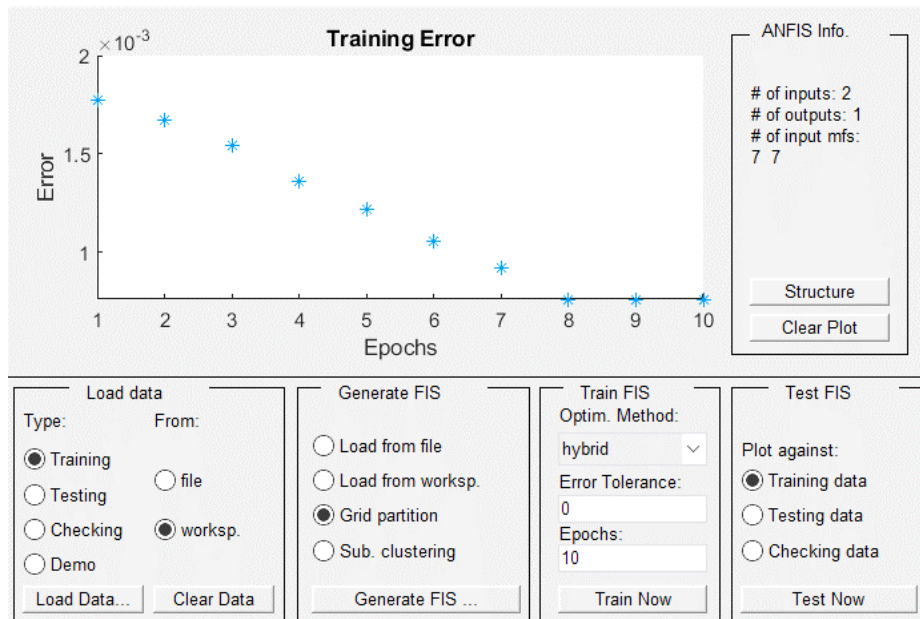 Training Error
×10⁻³
2
1.5
1
Error
1 2 3 4 5 6 7 8 9 10
Epochs
ANFIS Info.
# of inputs: 2
# of outputs: 1
# of input mfs:
7 7
Structure
Clear Plot
Load data
Type:
From:
Training
Testing
Checking
Demo
file
worksp.
Load Data...
Clear Data
Generate FIS
Load from file
Load from worksp.
Grid partition
Sub. clustering
Generate FIS ...
Train FIS
Optim. Method:
hybrid
Error Tolerance:
0
Epochs:
10
Train Now
Test FIS
Plot against:
Training data
Testing data
Checking data
Test Now